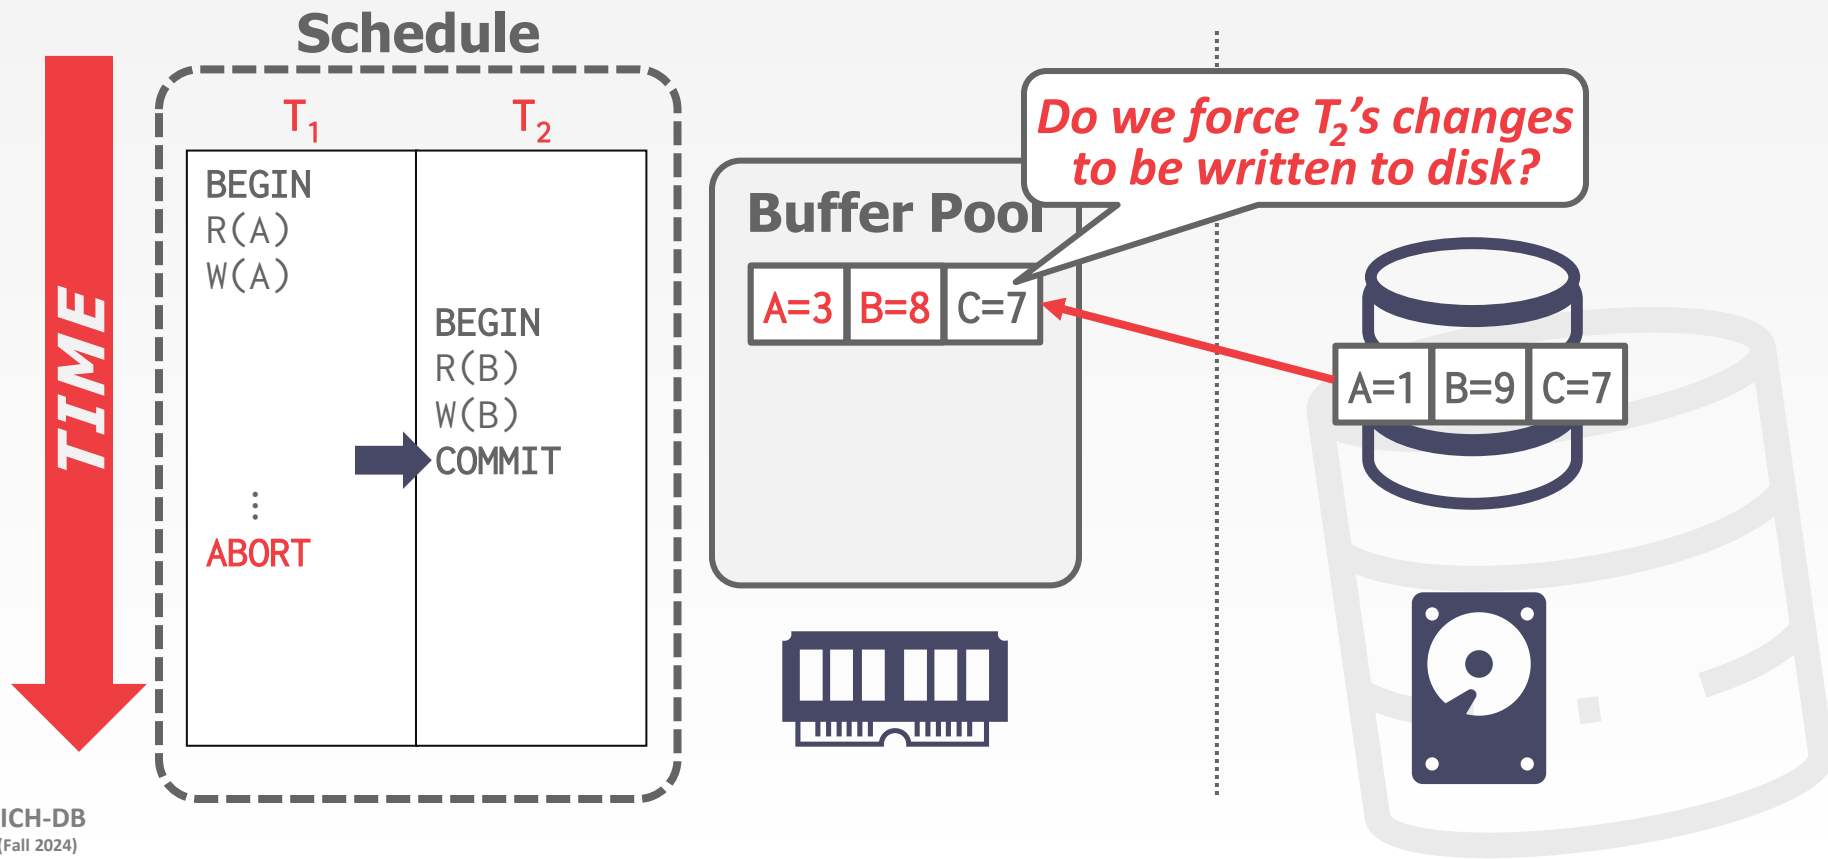 Schedule
TIME
T₁ T₂
BEGIN
R(A)
W(A)
BEGIN
R(B)
W(B)
COMMIT
⋮
ABORT
Do we force T₂'s changes
to be written to disk?
Buffer Pool
A=3 B=8 C=7
A=1 B=9 C=7
ICH-DB
(Fall 2024)